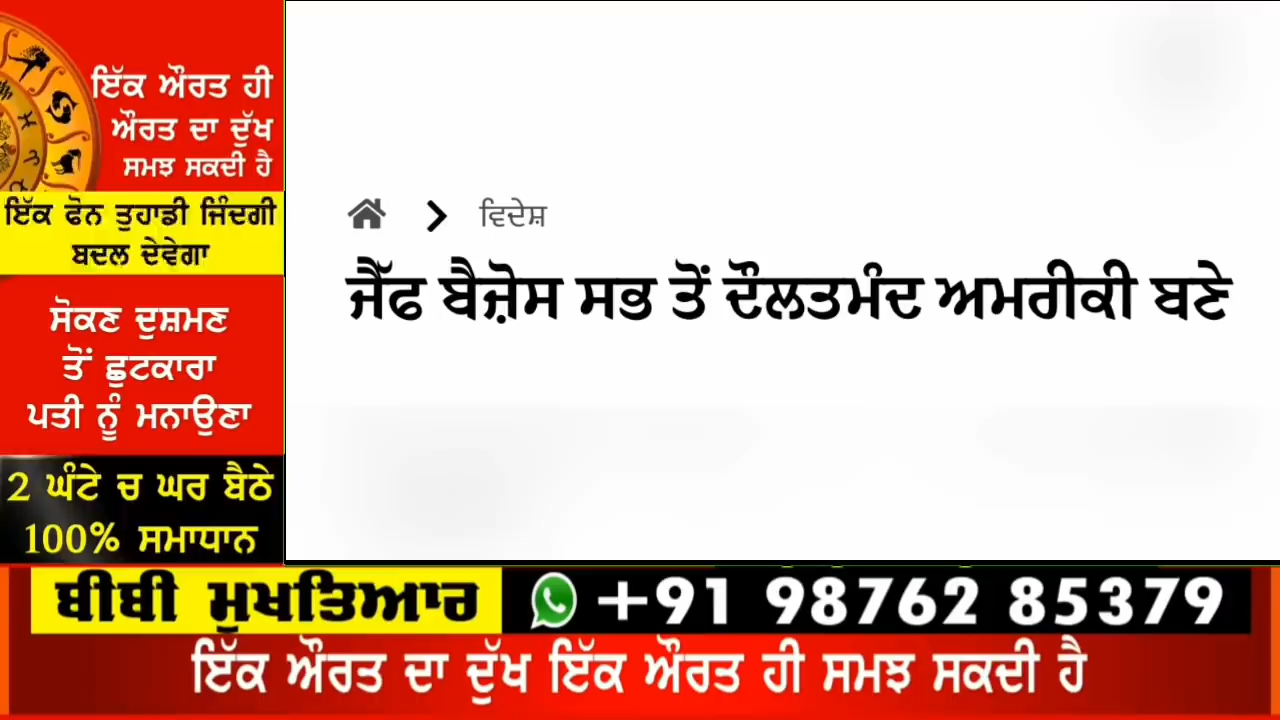 ਇੱਕ ਔਰਤ ਹੀ
ਔਰਤ ਦਾ ਦੁੱਖ
ਸਮਝ ਸਕਦੀ ਹੈ
ਇੱਕ ਫੋਨ ਤੁਹਾਡੀ ਜਿੰਦਗੀ
ਬਦਲ ਦੇਵੇਗਾ
ਸੋਕਣ ਦੁਸ਼ਮਣ
ਤੋਂ ਛੁਟਕਾਰਾ
ਪਤੀ ਨੂੰ ਮਨਾਉਣਾ
2 ਘੰਟੇ ਚ ਘਰ ਬੈਠੇ
100% ਸਮਾਧਾਨ
ਵਿਦੇਸ਼
ਜੈੱਫ ਬੈਜ਼ੋਸ ਸਭ ਤੋਂ ਦੌਲਤਮੰਦ ਅਮਰੀਕੀ ਬਣੇ
ਬੀਬੀ ਮੁਖਤਿਆਰ +91 98762 85379
ਇੱਕ ਔਰਤ ਦਾ ਦੁੱਖ ਇੱਕ ਔਰਤ ਹੀ ਸਮਝ ਸਕਦੀ ਹੈ